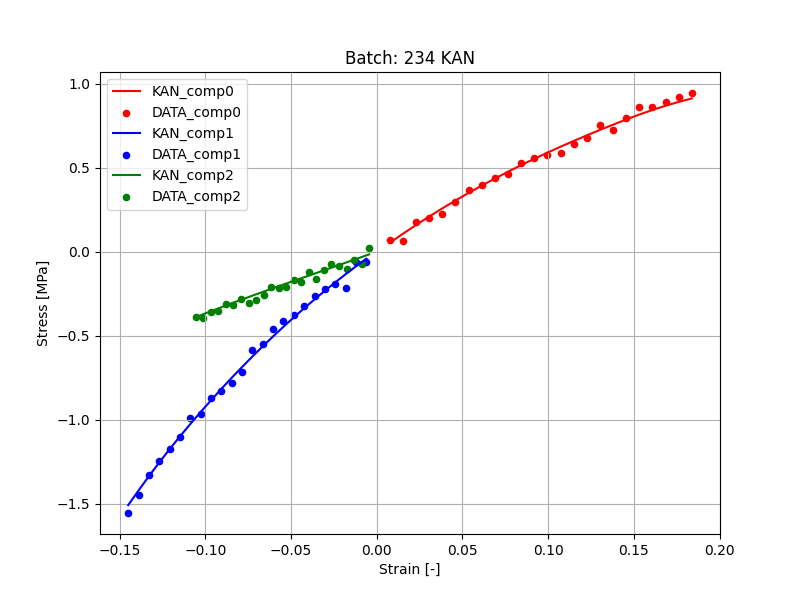 Batch: 234 KAN
KAN_comp0
DATA_comp0
KAN_comp1
DATA_comp1
KAN_comp2
DATA_comp2
1.0
0.5
0.0
−0.5
−1.0
−1.5
Stress [MPa]
−0.15 −0.10 −0.05 0.00 0.05 0.10 0.15 0.20
Strain [-]